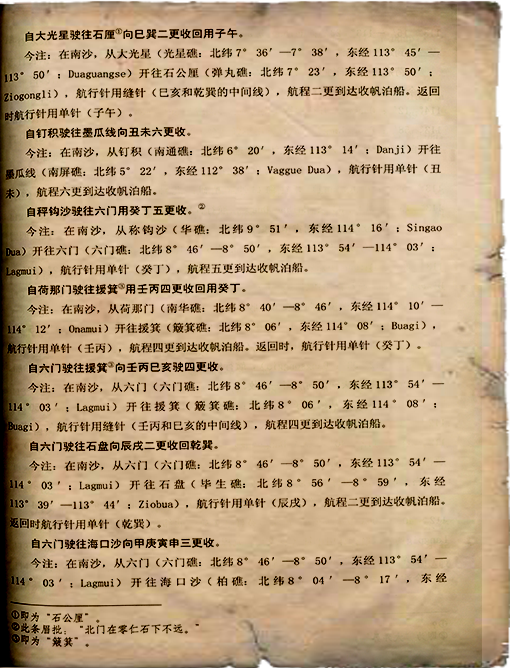 自大光星驶往石厘①向巳巽二更收回用子午。
今注：在南沙，从大光星（光星礁：北纬7° 36′—7° 38′，东经113° 45′—
113° 50′；Duaguangse）开往石公厘（弹丸礁：北纬7° 23′，东经113° 50′；
Ziogongli），航行针用缝针（巳亥和乾巽的中间线），航程二更到达收帆泊船。返回
时航行针用单针（子午）。
自钉积驶往墨瓜线向丑未六更收。
今注：在南沙，从钉积（南通礁：北纬6° 20′，东经113° 14′；Danji）开往
墨瓜线（南屏礁：北纬5° 22′，东经112° 38′；Vaggue Dua），航行针用单针（丑
未），航程六更到达收帆泊船。
自秤钩沙驶往六门用癸丁五更收。②
今注：在南沙，从称钩沙（华礁：北纬9° 51′，东经114° 16′；Singao
Dua）开往六门（六门礁：北纬8° 46′—8° 50′，东经113° 54′—114° 03′；
Lagmui），航行针用单针（癸丁），航程五更到达收帆泊船。
自荷那门驶往援箕③用壬丙四更收回用癸丁。
今注：在南沙，从荷那门（南华礁：北纬8° 40′—8° 46′，东经114° 10′—
114° 12′；Onamui）开往援箕（簸箕礁：北纬8° 06′，东经114° 08′；Buagi），
航行针用单针（壬丙），航程四更到达收帆泊船。返回时，航行针用单针（癸丁）。
自六门驶往援箕③向壬丙巳亥驶四更收。
今注：在南沙，从六门（六门礁：北纬8° 46′—8° 50′，东经113° 54′—
114° 03′；Lagmui）开往援箕（簸箕礁：北纬8° 06′，东经114° 08′；
Buagi），航行针用缝针（壬丙和巳亥的中间线），航程四更到达收帆泊船。
自六门驶往石盘向辰戌二更收回乾巽。
今注：在南沙，从六门（六门礁：北纬8° 46′—8° 50′，东经113° 54′—
114° 03′；Lagmui）开往石盘（毕生礁：北纬8° 56′—8° 59′，东经
113° 39′—113° 44′；Ziobua），航行针用单针（辰戌），航程二更到达收帆泊船。
返回时航行针用单针（乾巽）。
自六门驶往海口沙向甲庚寅申三更收。
今注：在南沙，从六门（六门礁：北纬8° 46′—8° 50′，东经113° 54′—
114° 03′；Lagmui）开往海口沙（柏礁：北纬8° 04′—8° 17′，东经
①即为“石公厘”。
②此条眉批：“北门在零仁石下不远。”
③即为“簸箕”。